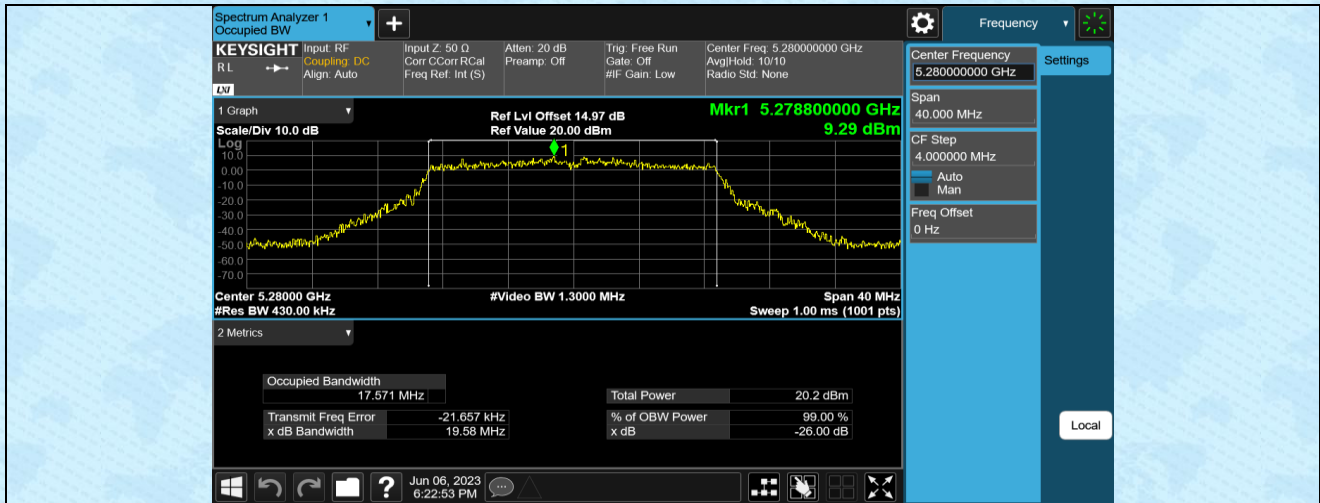 Spectrum Analyzer 1
Occupied BW
Frequency
KEYSIGHT
RL
LXI
Input: RF
Coupling: DC
Align: Auto
Input Z: 50 Ω
Corr CCorr RCal
Freq Ref: Int (S)
Atten: 20 dB
Preamp: Off
Trig: Free Run
Gate: Off
#IF Gain: Low
Center Freq: 5.280000000 GHz
Avg|Hold: 10/10
Radio Std: None
Center Frequency
5.280000000 GHz
Settings
Span
40.000 MHz
CF Step
4.000000 MHz
Auto
Man
Freq Offset
0 Hz
Local
1 Graph
Scale/Div 10.0 dB
Ref Lvl Offset 14.97 dB
Ref Value 20.00 dBm
Mkr1 5.278800000 GHz
9.29 dBm
Log
10.0
0.00
-10.0
-20.0
-30.0
-40.0
-50.0
-60.0
-70.0
1
Center 5.28000 GHz
#Res BW 430.00 kHz
#Video BW 1.3000 MHz
Span 40 MHz
Sweep 1.00 ms (1001 pts)
2 Metrics
Occupied Bandwidth
17.571 MHz
Transmit Freq Error -21.657 kHz
x dB Bandwidth 19.58 MHz
Total Power 20.2 dBm
% of OBW Power 99.00 %
x dB -26.00 dB
Jun 06, 2023
6:22:53 PM